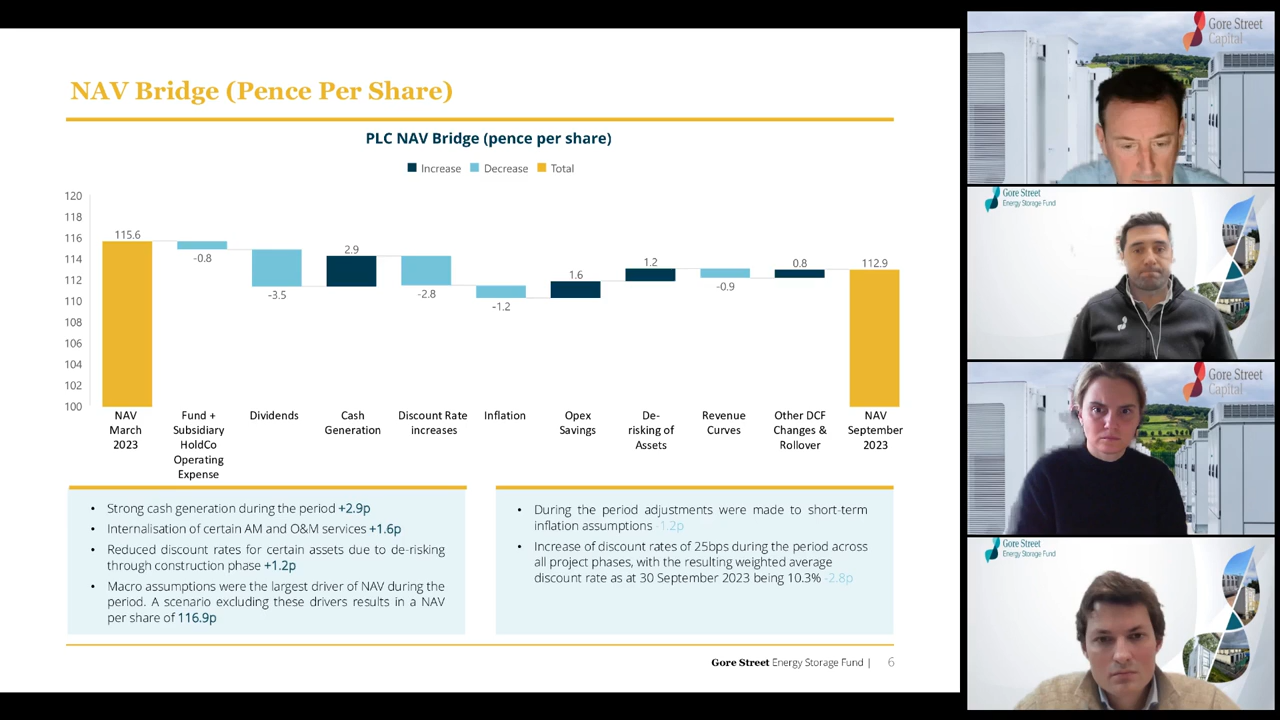 NAV Bridge (Pence Per Share)
PLC NAV Bridge (pence per share)
Increase Decrease Total
120
118
116
114
112
110
108
106
104
102
100
115.6
-0.8
-3.5
2.9
-2.8
-1.2
1.6
1.2
-0.9
0.8
112.9
NAV
March
2023
Fund +
Subsidiary
HoldCo
Operating
Expense
Dividends
Cash
Generation
Discount Rate
increases
Inflation
Opex
Savings
De-
risking of
Assets
Revenue
Curves
Other DCF
Changes &
Rollover
NAV
September
2023
• Strong cash generation during the period +2.9p
• Internalisation of certain AM and O&M services +1.6p
• Reduced discount rates for certain assets due to de-risking
through construction phase +1.2p
• Macro assumptions were the largest driver of NAV during the
period. A scenario excluding these drivers results in a NAV
per share of 116.9p
• During the period adjustments were made to short-term
inflation assumptions -1.2p
• Increase of discount rates of 25bps during the period across
all project phases, with the resulting weighted average
discount rate as at 30 September 2023 being 10.3% -2.8p
Gore Street Energy Storage Fund | 6
Gore Street
Capital
Gore Street
Energy Storage Fund
Gore Street
Capital
Gore Street
Energy Storage Fund